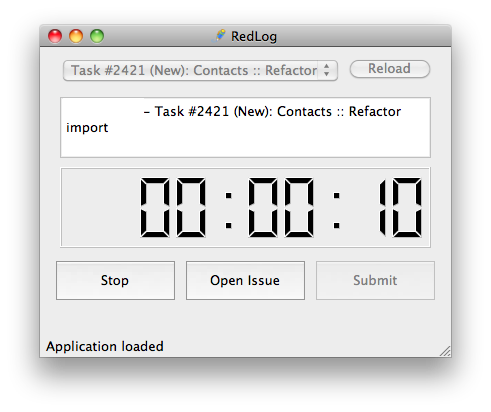 RedLog
Task #2421 (New): Contacts :: Refactor
Reload
- Task #2421 (New): Contacts :: Refactor
import
00:00:10
Stop
Open Issue
Submit
Application loaded